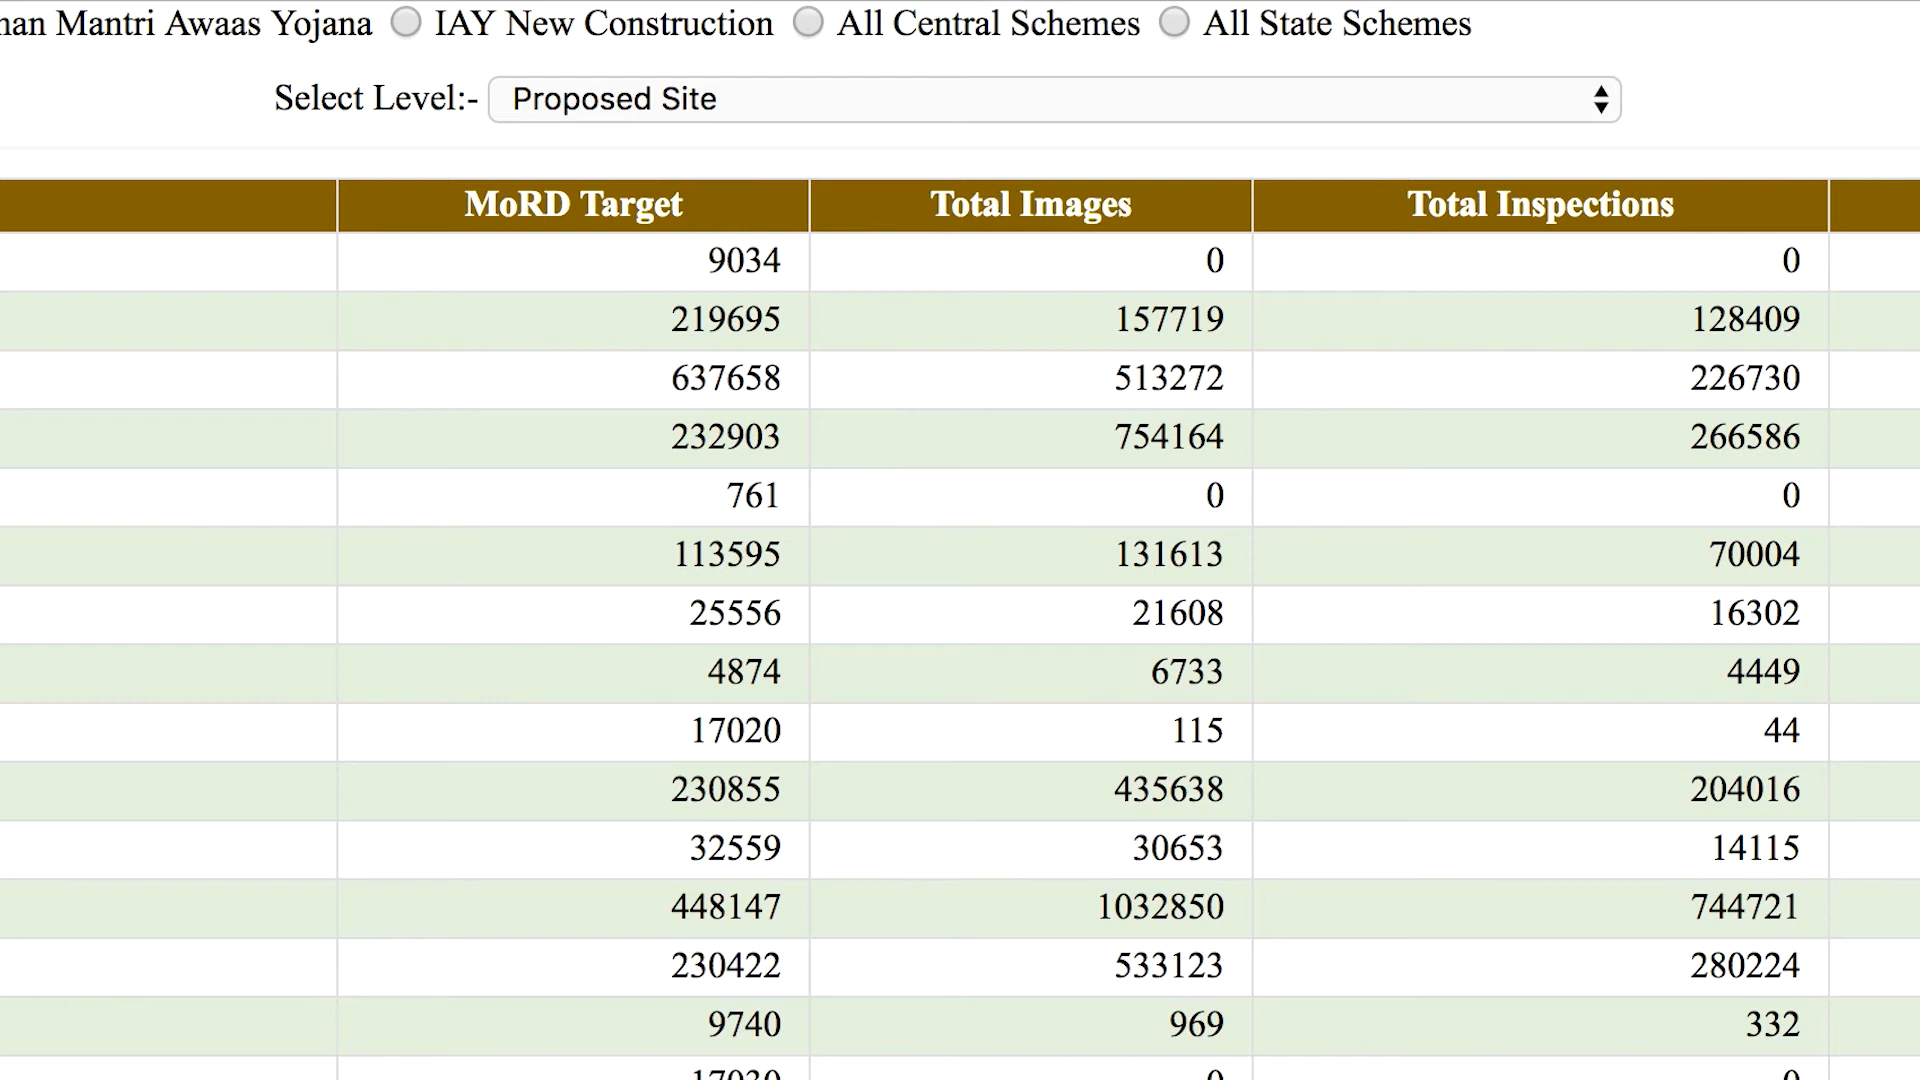 Mantri Awaas Yojana IAY New Construction All Central Schemes All State Schemes
Select Level:- Proposed Site
MoRD Target Total Images Total Inspections
9034 0 0
219695 157719 128409
637658 513272 226730
232903 754164 266586
761 0 0
113595 131613 70004
25556 21608 16302
4874 6733 4449
17020 115 44
230855 435638 204016
32559 30653 14115
448147 1032850 744721
230422 533123 280224
9740 969 332